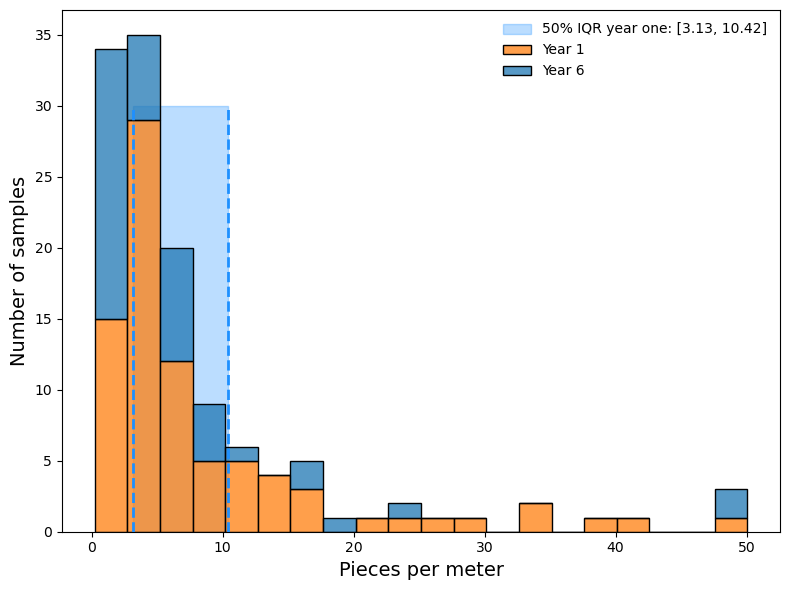 50% IQR year one: [3.13, 10.42]
Year 1
Year 6
Number of samples
35
30
25
20
15
10
5
0
0 10 20 30 40 50
Pieces per meter